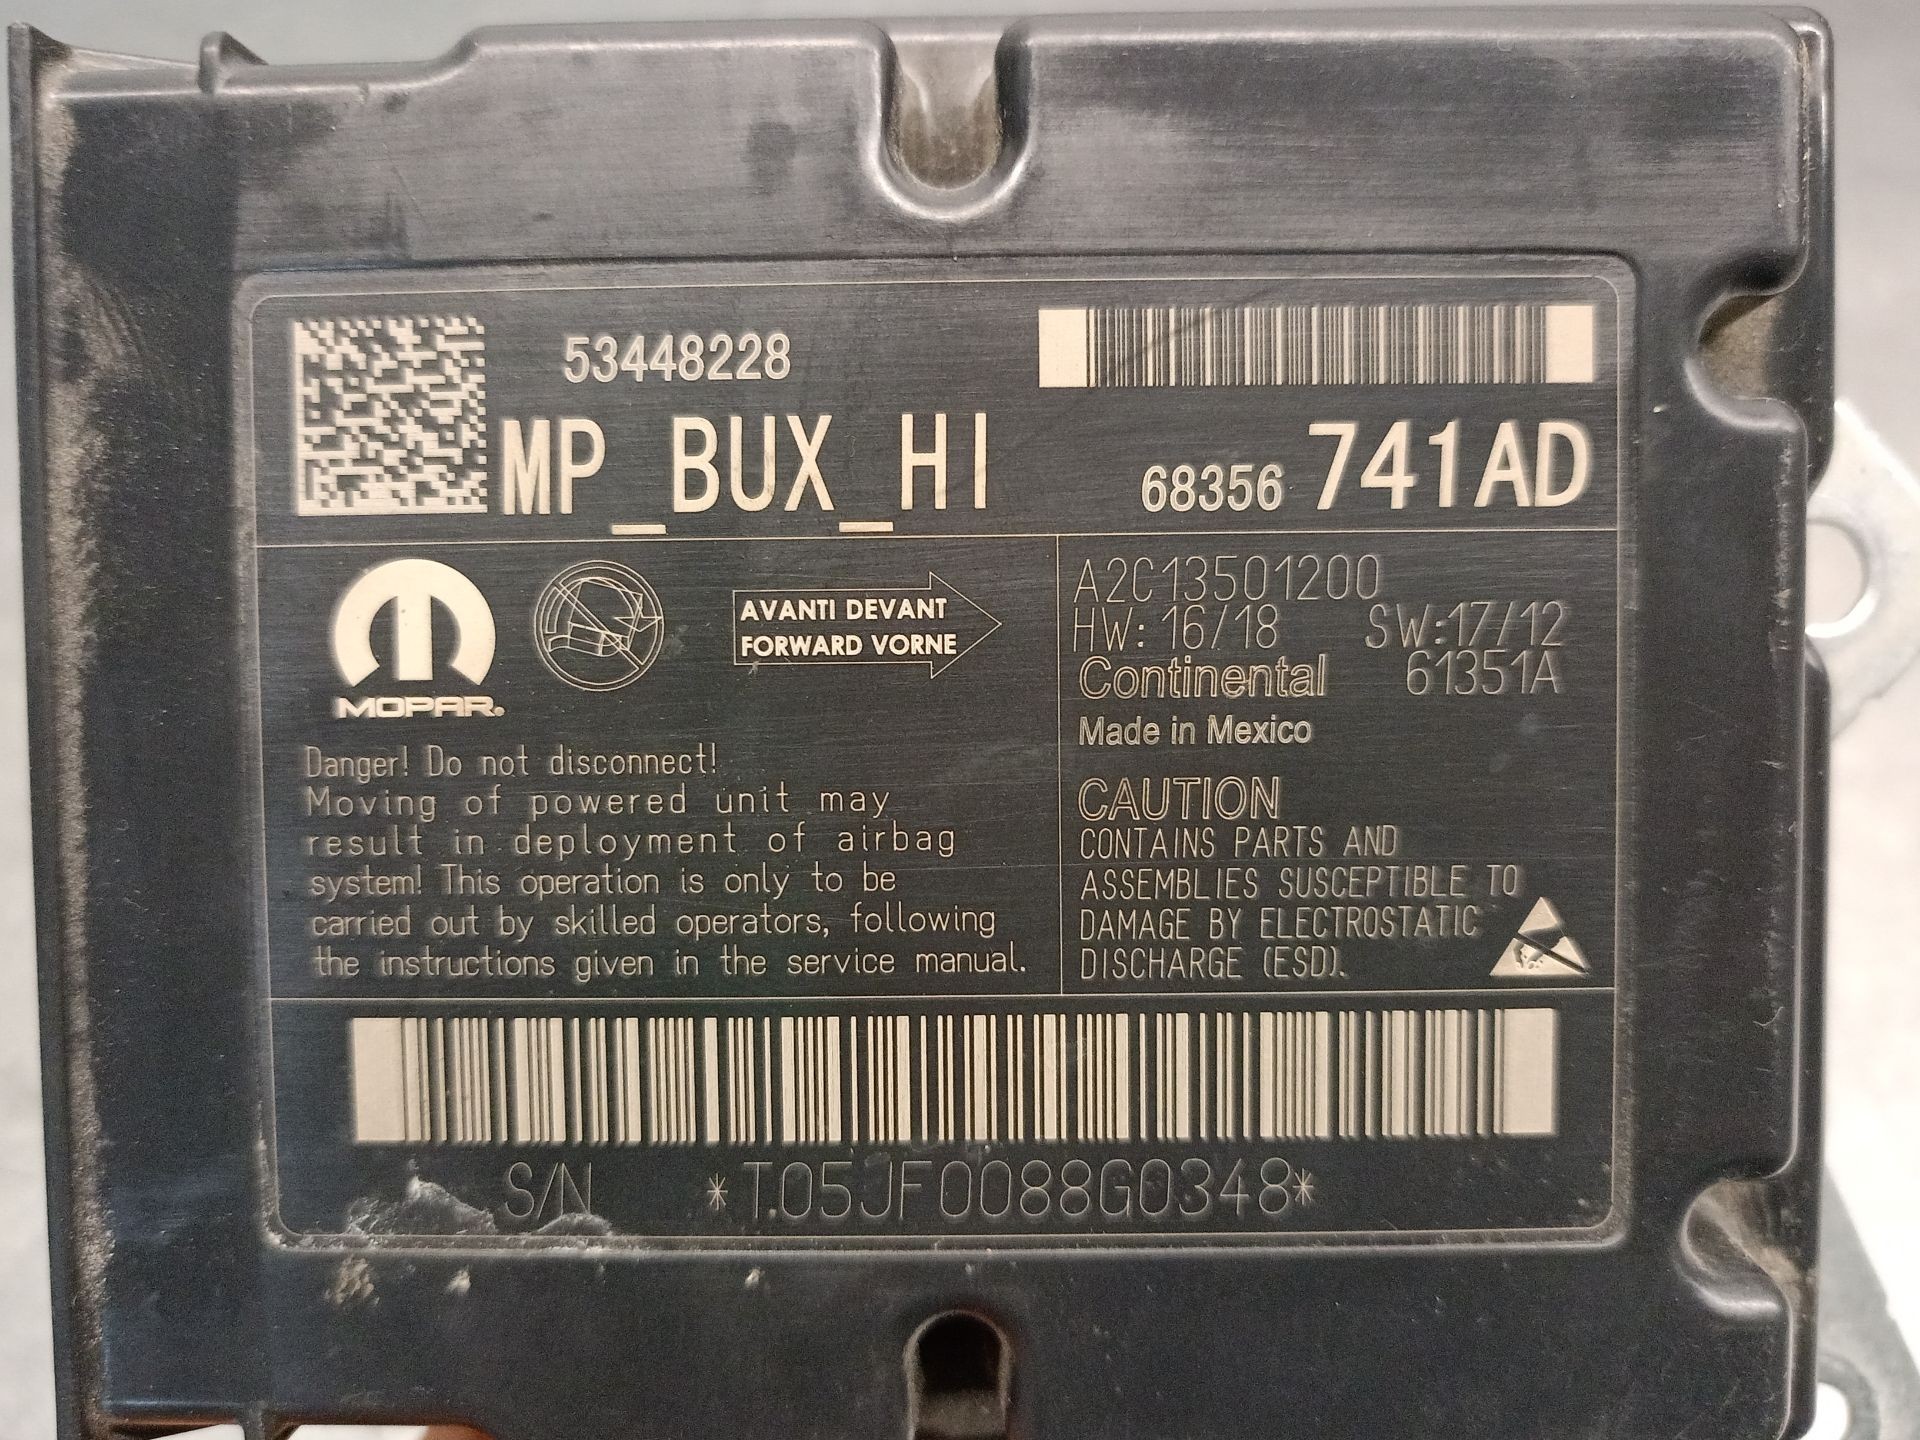 53448228
MP_BUX_HI
68356 741AD
MOPAR®
AVANTI DEVANT
FORWARD VORNE
A2C13501200
HW: 16/18 SW:17/12
Continental 61351A
Made in Mexico
Danger! Do not disconnect!
Moving of powered unit may
result in deployment of airbag
system! This operation is only to be
carried out by skilled operators, following
the instructions given in the service manual.
CAUTION
CONTAINS PARTS AND
ASSEMBLIES SUSCEPTIBLE TO
DAMAGE BY ELECTROSTATIC
DISCHARGE (ESD).
S/N *T05JF0088G0348*